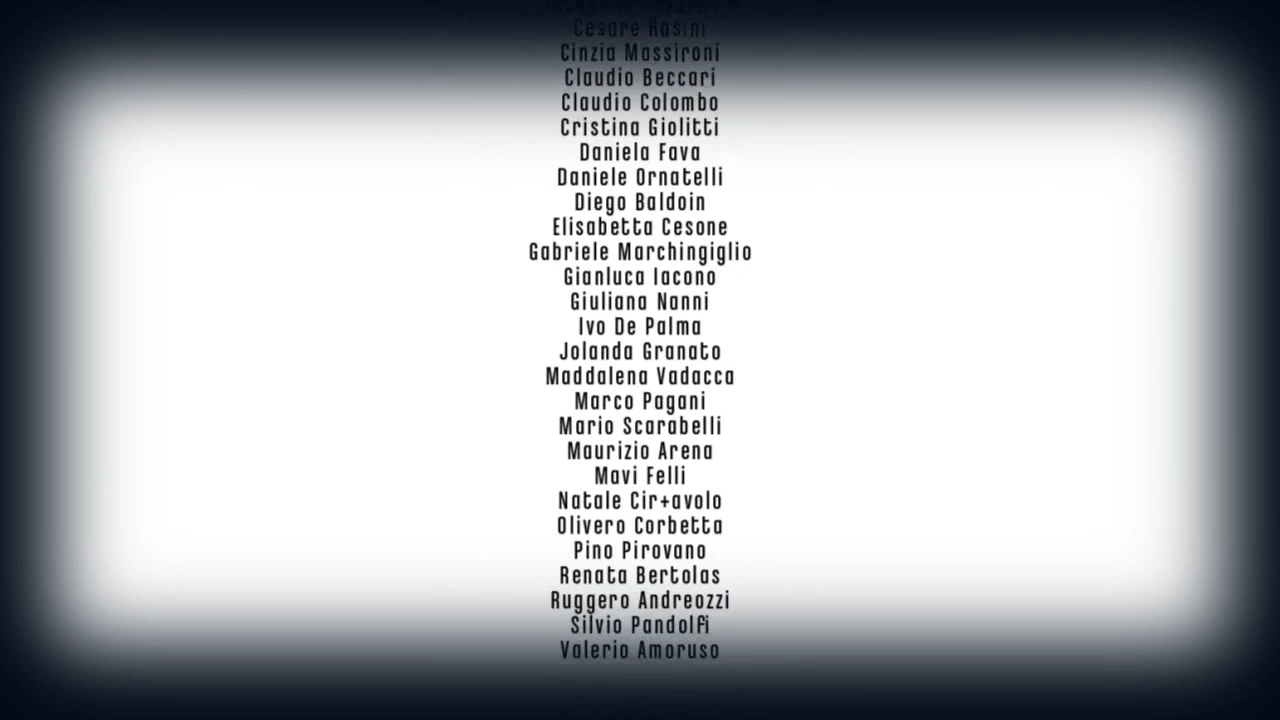 Cesare Rasini
Cinzia Massironi
Claudio Beccari
Claudio Colombo
Cristina Giolitti
Daniela Fava
Daniele Ornatelli
Diego Baldoin
Elisabetta Cesone
Gabriele Marchingiglio
Gianluca Iacono
Giuliana Nanni
Ivo De Palma
Jolanda Granato
Maddalena Vadacca
Marco Pagani
Mario Scarabelli
Maurizio Arena
Mavi Felli
Natale Cir+avolo
Olivero Corbetta
Pino Pirovano
Renata Bertolas
Ruggero Andreozzi
Silvio Pandolfi
Valerio Amoruso